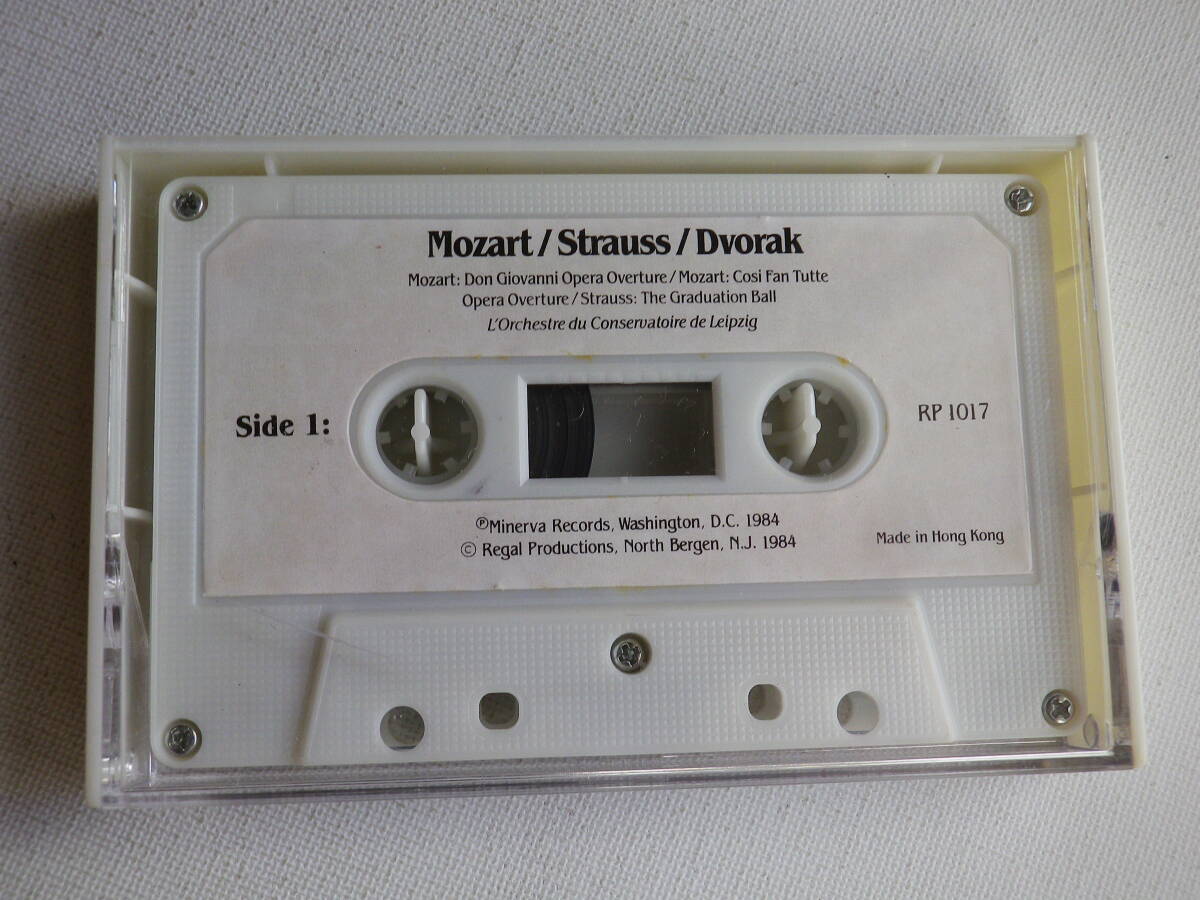 Mozart / Strauss / Dvorak
Mozart: Don Giovanni Opera Overture / Mozart: Cosi Fan Tutte
Opera Overture / Strauss: The Graduation Ball
L'Orchestre du Conservatoire de Leipzig
Side 1:
RP 1017
℗Minerva Records, Washington, D.C. 1984
© Regal Productions, North Bergen, N.J. 1984
Made in Hong Kong